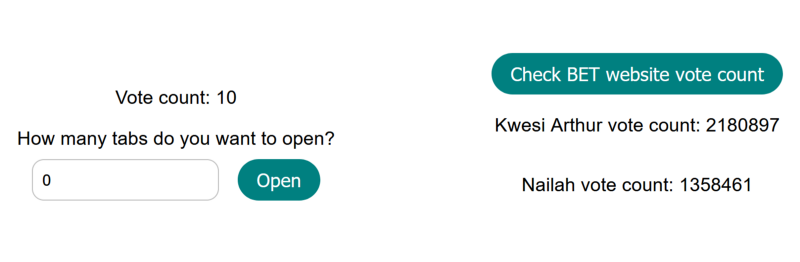 Vote count: 10
How many tabs do you want to open?
0
Open
Check BET website vote count
Kwesi Arthur vote count: 2180897
Nailah vote count: 1358461